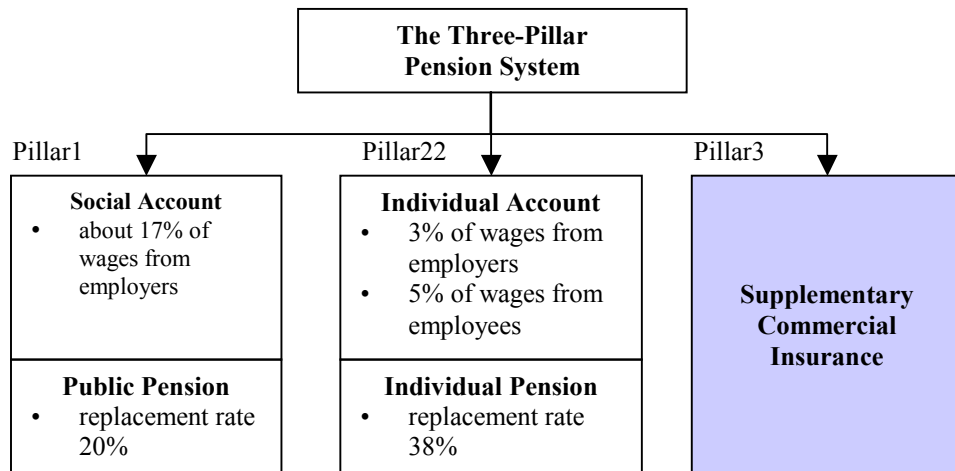 The Three-Pillar
Pension System
Pillar1
Pillar22
Pillar3
Social Account
• about 17% of
wages from
employers
Public Pension
• replacement rate
20%
Individual Account
• 3% of wages from
employers
• 5% of wages from
employees
Individual Pension
• replacement rate
38%
Supplementary
Commercial
Insurance